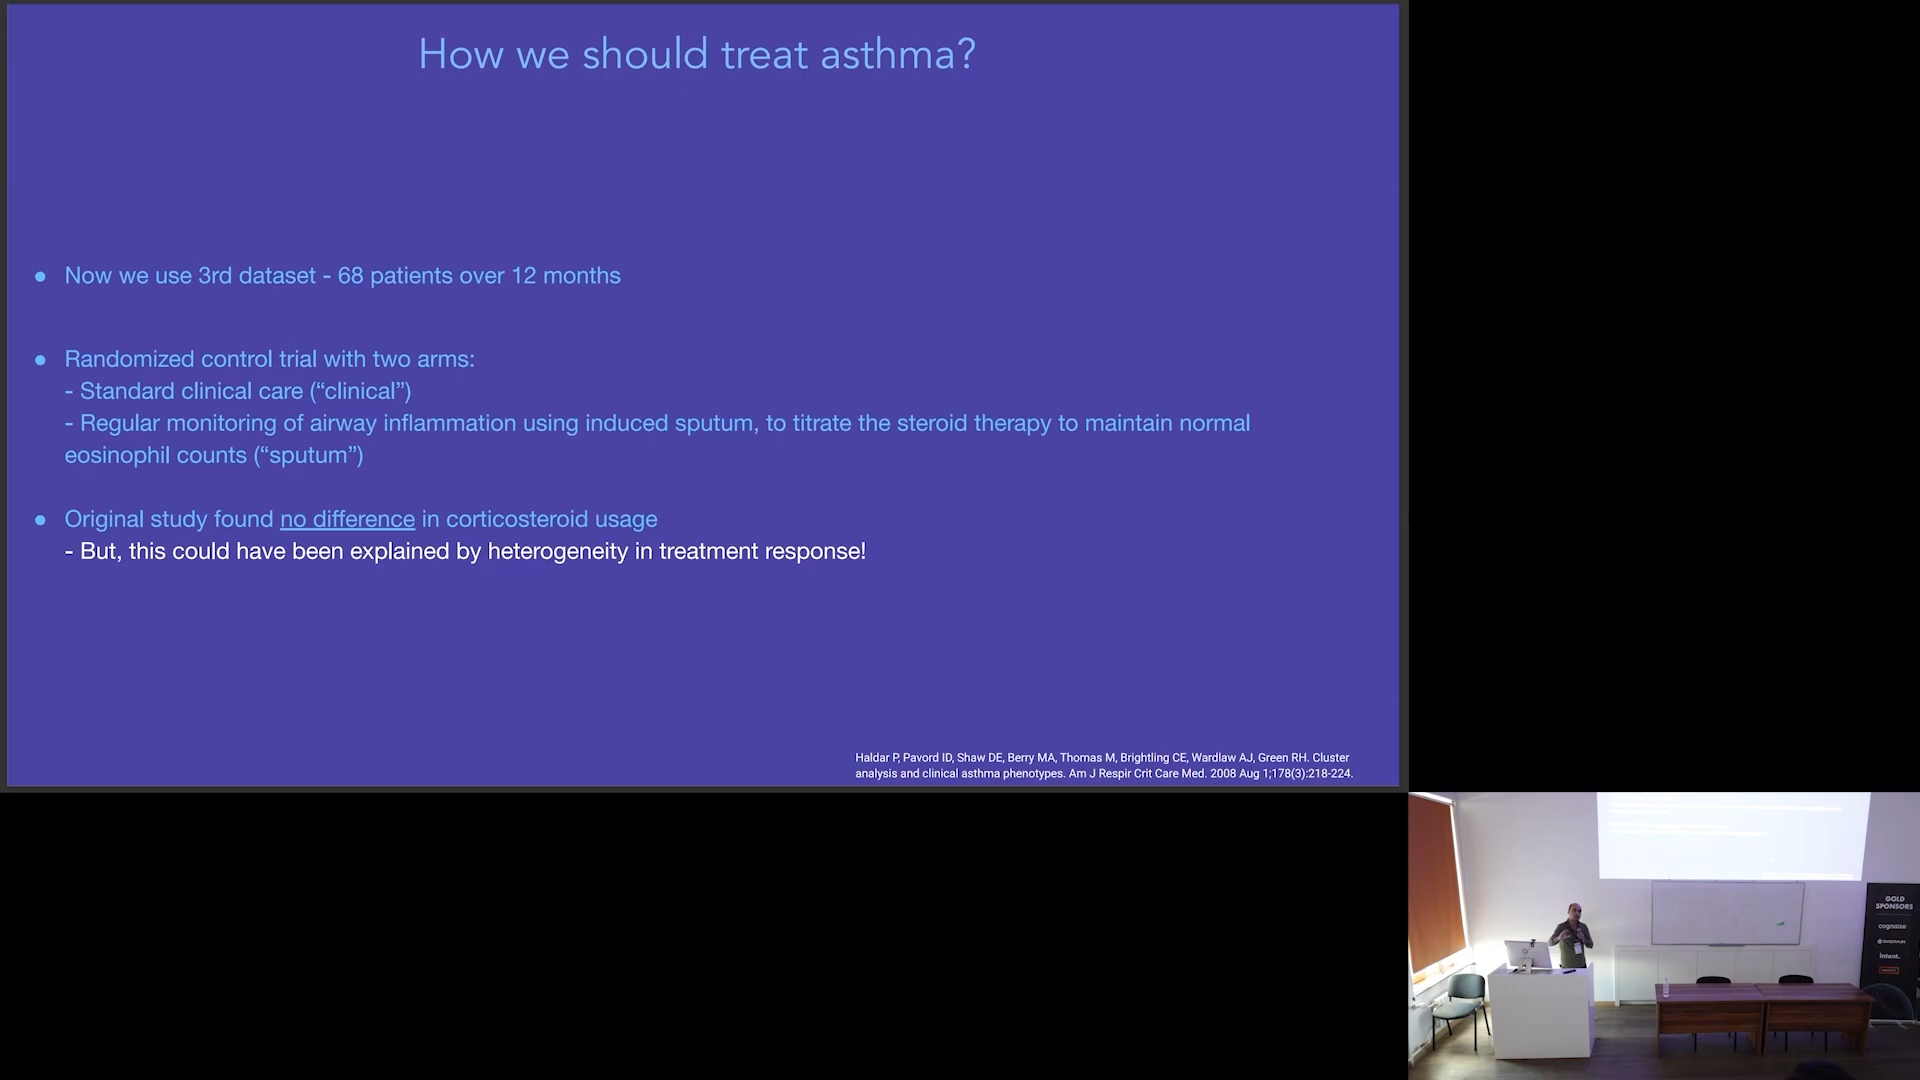 How we should treat asthma?
● Now we use 3rd dataset - 68 patients over 12 months
● Randomized control trial with two arms:
- Standard clinical care (“clinical”)
- Regular monitoring of airway inflammation using induced sputum, to titrate the steroid therapy to maintain normal
eosinophil counts (“sputum”)
● Original study found no difference in corticosteroid usage
- But, this could have been explained by heterogeneity in treatment response!
Haldar P, Pavord ID, Shaw DE, Berry MA, Thomas M, Brightling CE, Wardlaw AJ, Green RH. Cluster
analysis and clinical asthma phenotypes. Am J Respir Crit Care Med. 2008 Aug 1;178(3):218-224.
GOLD
SPONSORS
cognaize
intent.